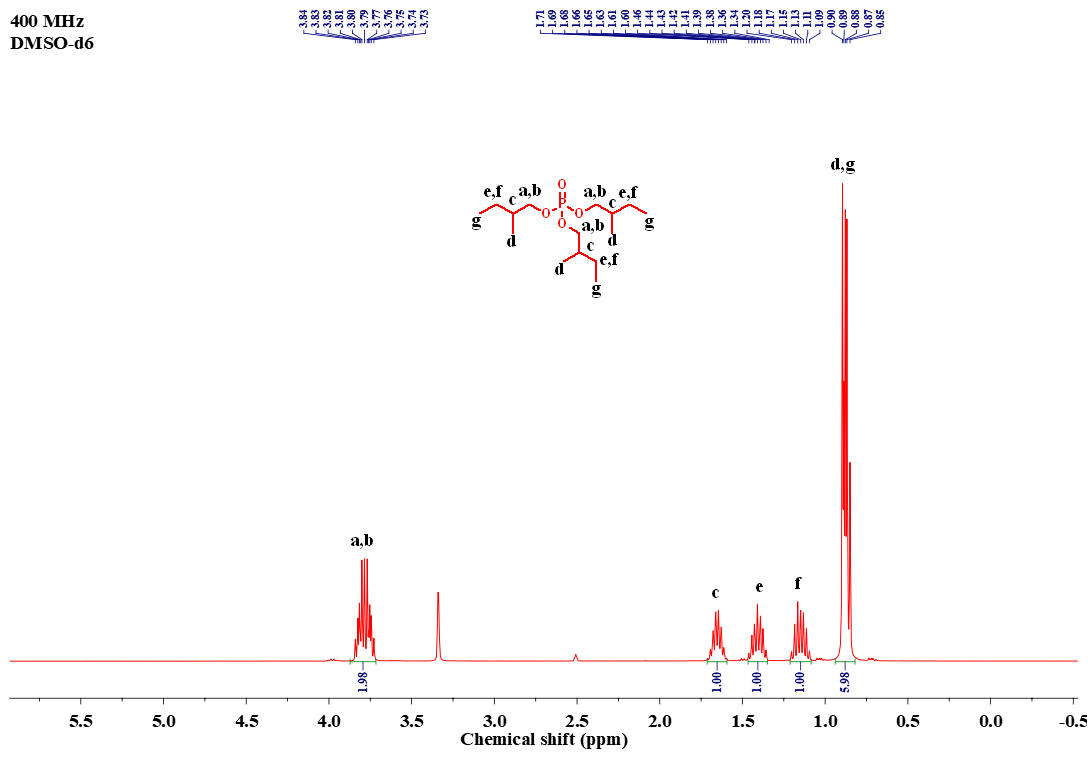 400 MHz
DMSO-d6
3.84 3.83 3.82 3.81 3.80 3.79 3.77 3.76 3.75 3.74 3.73
1.71 1.69 1.68 1.66 1.65 1.63 1.61 1.60 1.46 1.44 1.43 1.42 1.41 1.39 1.38 1.36 1.34 1.20 1.18 1.17 1.15 1.13 1.11 1.09 0.90 0.89 0.88 0.87 0.85
d,g
e,f c a,b O a,b c e,f
g O P O g
d O a,b d
c
d e,f
g
a,b
c e f
1.98 1.00 1.00 1.00 5.98
5.5 5.0 4.5 4.0 3.5 3.0 2.5 2.0 1.5 1.0 0.5 0.0 -0.5
Chemical shift (ppm)